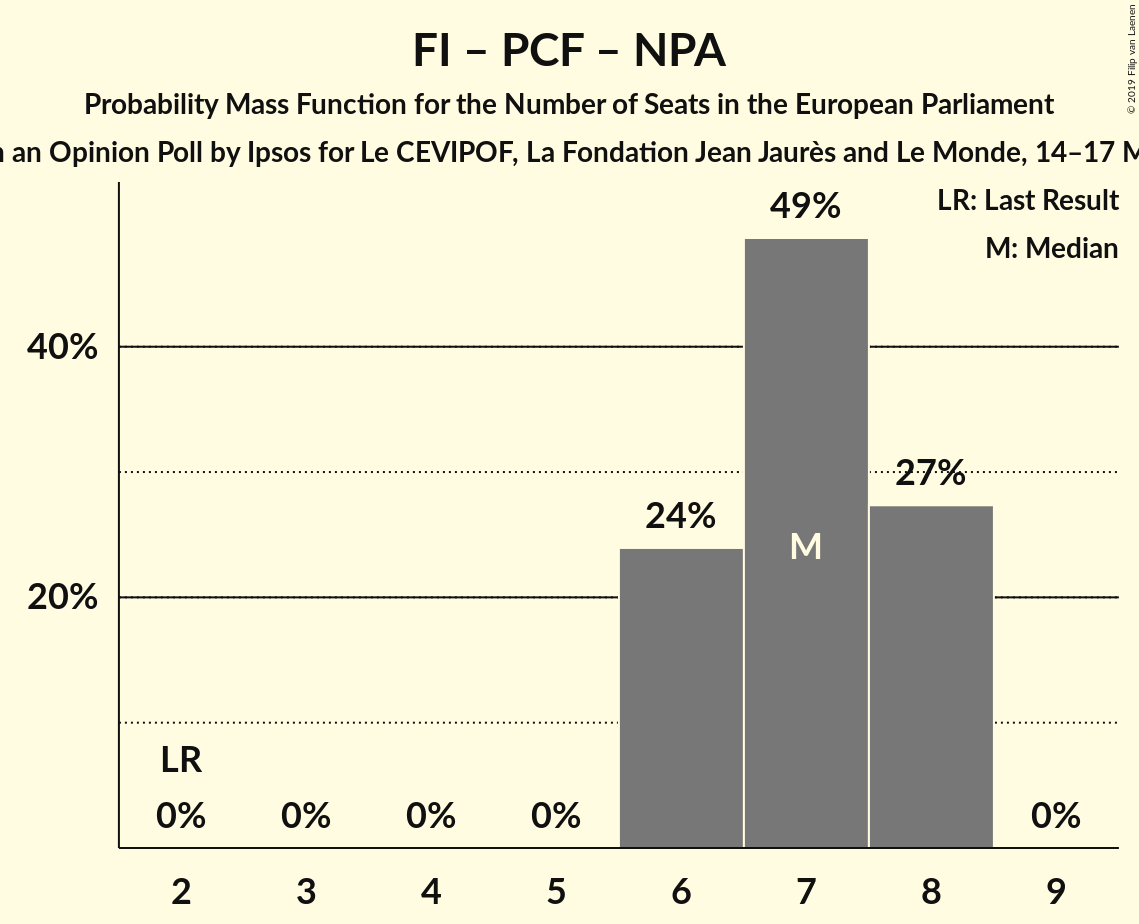 FI – PCF – NPA
Probability Mass Function for the Number of Seats in the European Parliament
an Opinion Poll by Ipsos for Le CEVIPOF, La Fondation Jean Jaurès and Le Monde, 14–17
© 2019 Filip van Laenen
LR: Last Result
M: Median
49%
40%
27%
24%
M
20%
LR
0% 0% 0% 0% 0%
2 3 4 5 6 7 8 9